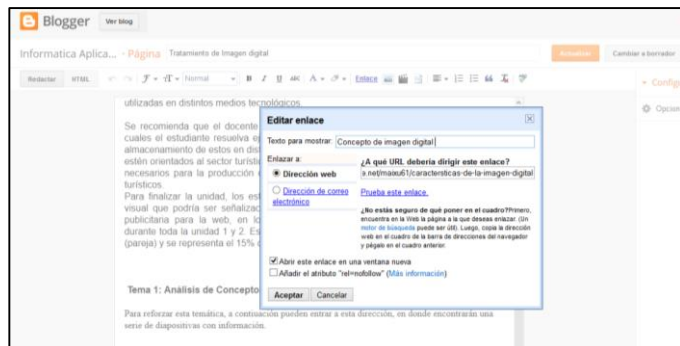 Blogger
Ver blog
Informatica Aplica... · Página Tratamiento de Imagen digital
Actualizar Cambiar a borrador
Redactar HTML Normal B I U ABC A Enlace
Configu
Opcion
utilizadas en distintos medios tecnológicos.
Se recomienda que el docente
cuales el estudiante resuelva e
almacenamiento de estos en dis
estén orientados al sector turístic
necesarios para la producción
turísticos.
Para finalizar la unidad, los est
visual que podría ser señalizac
publicitaria para la web, en lo
durante toda la unidad 1 y 2. Es
(pareja) y se representa el 15%
Tema 1: Análisis de Concepto
Para reforzar esta temática, a continuación pueden entrar a esta dirección, en donde encontrarán una
serie de diapositivas con información.
Editar enlace
Texto para mostrar: Concepto de imagen digital
Enlazar a:
Dirección web
Dirección de correo
electrónico
¿A qué URL debería dirigir este enlace?
a.net/maixu61/caractersticas-de-la-imagen-digital
Prueba este enlace.
¿No estás seguro de qué poner en el cuadro? Primero,
encuentra en la Web la página a la que deseas enlazar. (Un
motor de búsqueda puede ser útil). Luego, copia la dirección
web en el cuadro de la barra de direcciones del navegador
y pégalo en el cuadro anterior.
Abrir este enlace en una ventana nueva
Añadir el atributo "rel=nofollow" (Más información)
Aceptar Cancelar